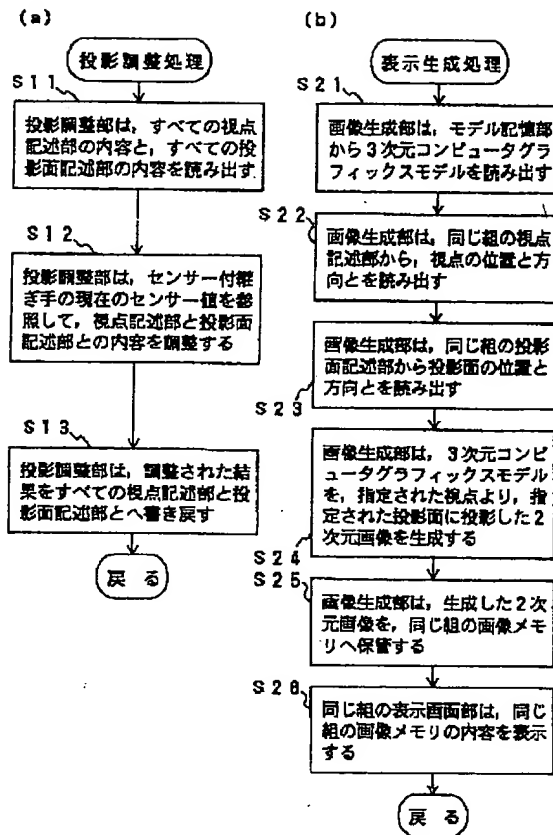 (a)
投影調整処理
S11
投影調整部は，すべての視点
記述部の内容と，すべての投
影面記述部の内容を読み出す
S12
投影調整部は，センサー付継
ぎ手の現在のセンサー値を参
照して，視点記述部と投影面
記述部との内容を調整する
S13
投影調整部は，調整された結
果をすべての視点記述部と投
影面記述部とへ書き戻す
戻る
(b)
表示生成処理
S21
画像生成部は，モデル記憶部
から3次元コンピュータグラ
フィックスモデルを読み出す
S22
画像生成部は，同じ組の視点
記述部から，視点の位置と方
向とを読み出す
画像生成部は，同じ組の投影
面記述部から投影面の位置と
方向とを読み出す
S23
画像生成部は，3次元コンピ
ュータグラフィックスモデル
を，指定された視点より，指
定された投影面に投影した2
次元画像を生成する
S24
S25
画像生成部は，生成した2次
元画像を，同じ組の画像メモ
リへ保管する
S26
同じ組の表示画面部は，同じ
組の画像メモリの内容を表示
する
戻る